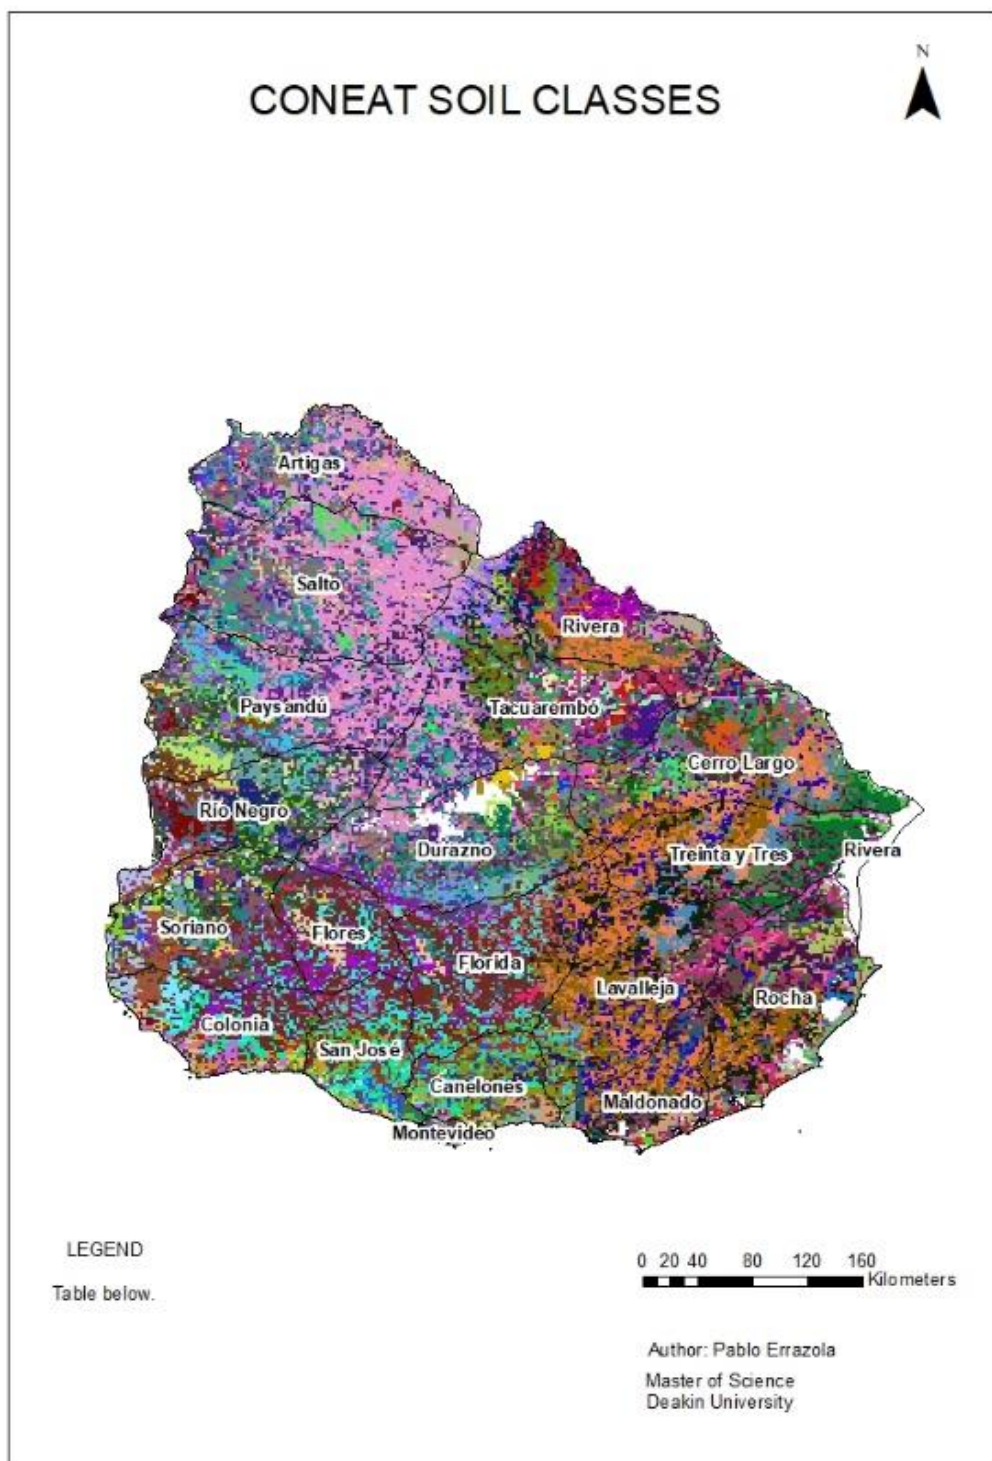 N
CONEAT SOIL CLASSES
Artigas
Salto
Rivera
Paysandú
Tacuarembó
Cerro Largo
Río Negro
Durazno
Treinta y Tres
Rivera
Soriano
Flores
Florida
Lavalleja
Rocha
Colonia
San José
Canelones
Maldonado
Montevideo
LEGEND
Table below.
0 20 40 80 120 160
Kilometers
Author: Pablo Errazola
Master of Science
Deakin University